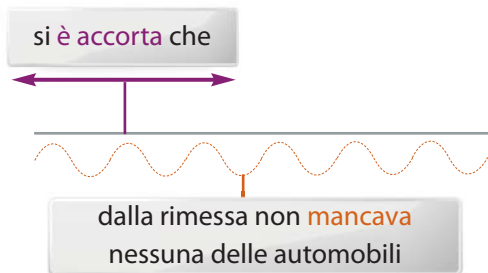 si è accorta che
dalla rimessa non mancava
nessuna delle automobili